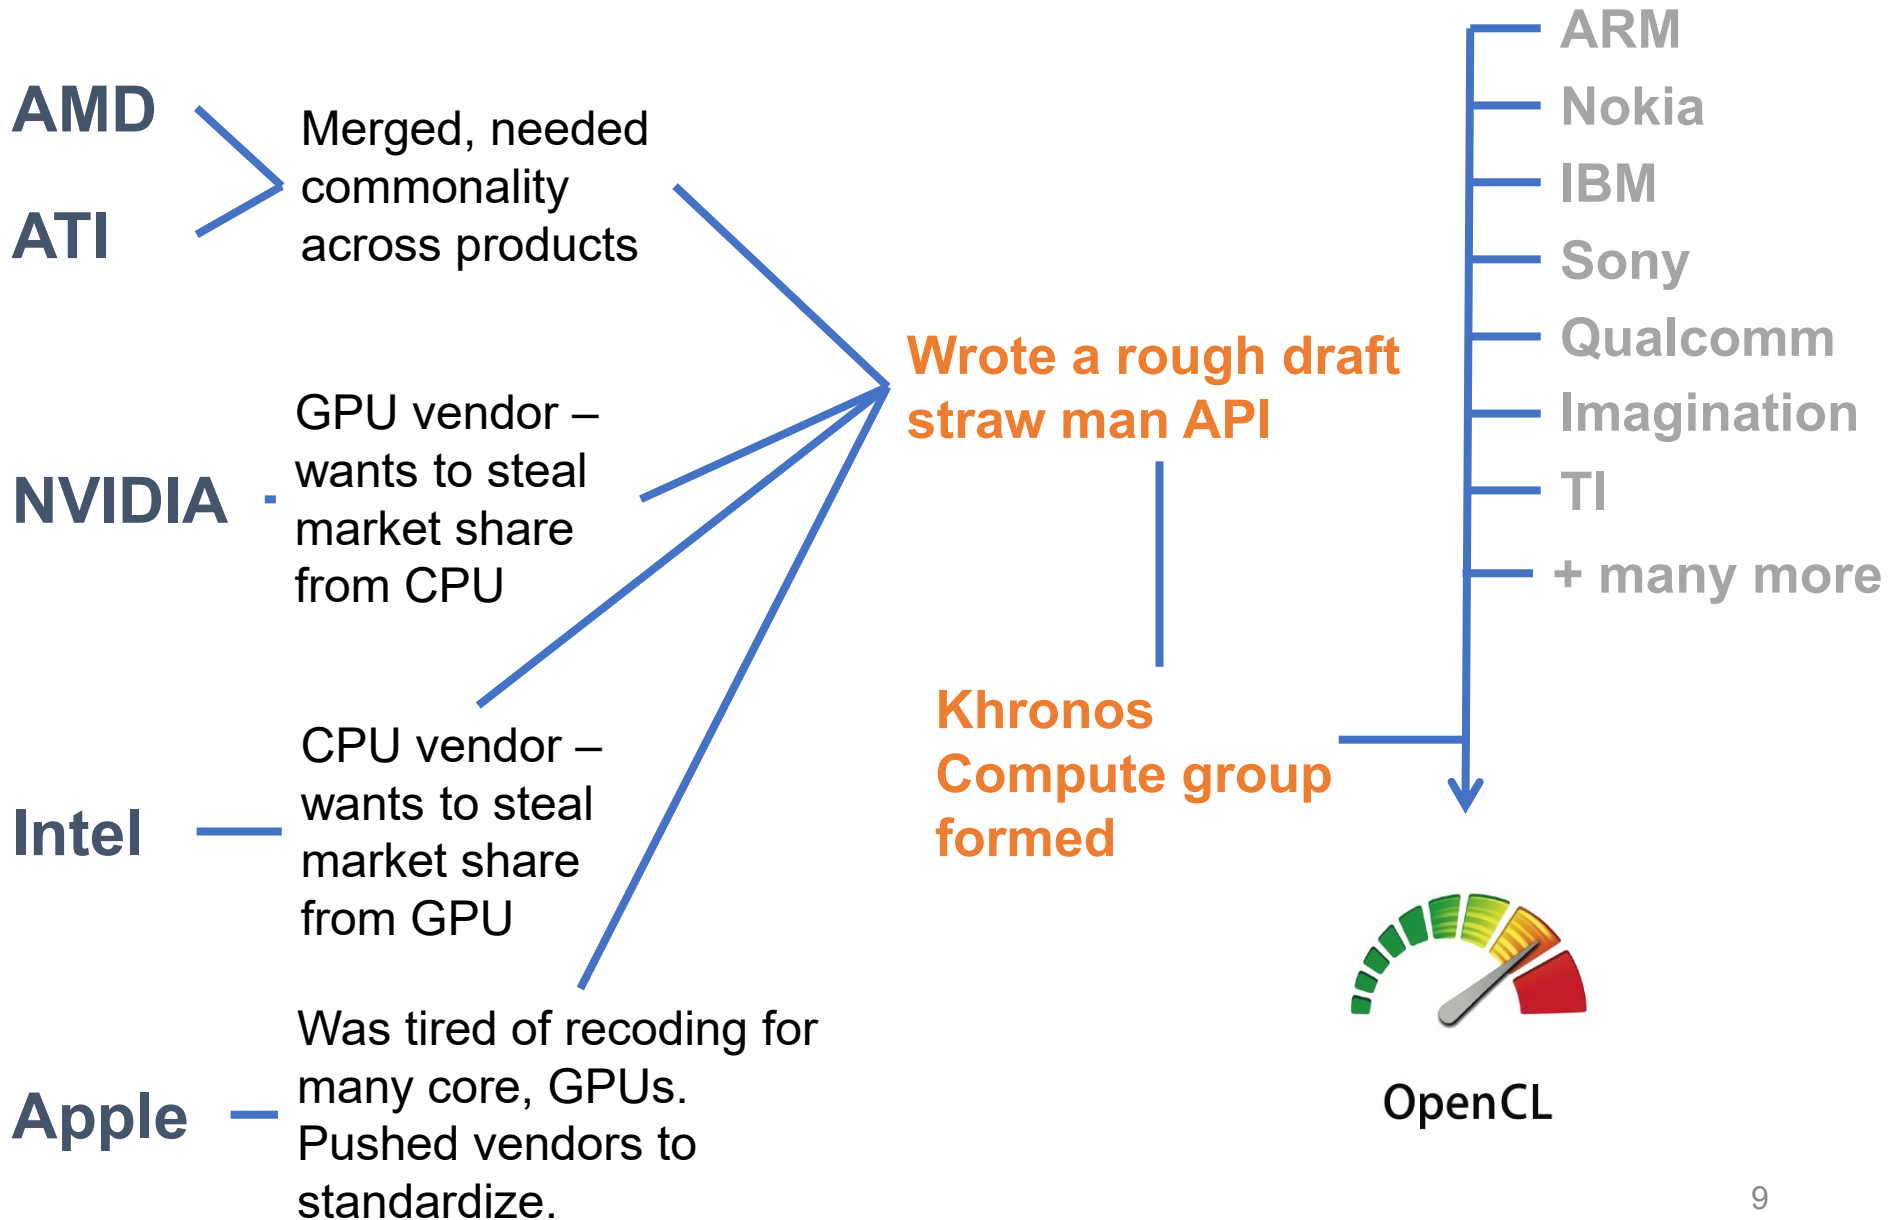 AMD
ATI
Merged, needed
commonality
across products
NVIDIA
GPU vendor –
wants to steal
market share
from CPU
Intel
CPU vendor –
wants to steal
market share
from GPU
Apple
Was tired of recoding for
many core, GPUs.
Pushed vendors to
standardize.
Wrote a rough draft
straw man API
Khronos
Compute group
formed
ARM
Nokia
IBM
Sony
Qualcomm
Imagination
TI
+ many more
OpenCL
9